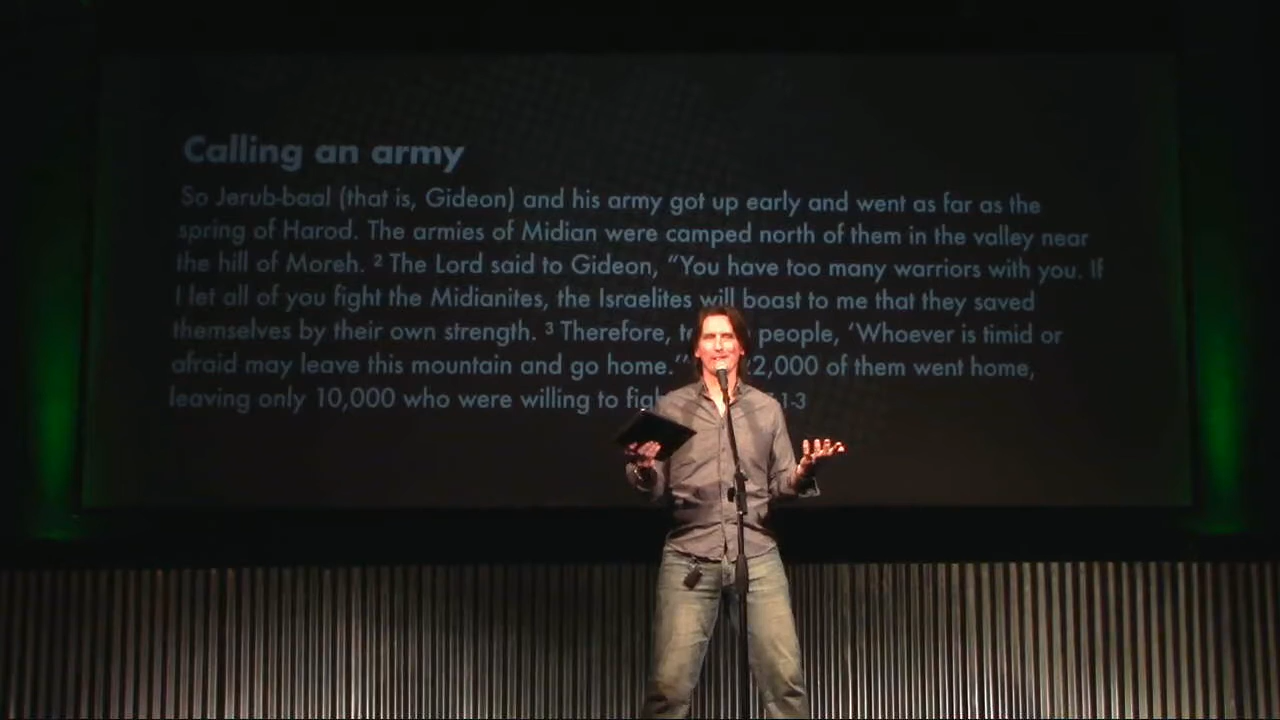 Calling an army
So Jerub-baal (that is, Gideon) and his army got up early and went as far as the
spring of Harod. The armies of Midian were camped north of them in the valley near
the hill of Moreh. ² The Lord said to Gideon, “You have too many warriors with you. If
I let all of you fight the Midianites, the Israelites will boast to me that they saved
themselves by their own strength. ³ Therefore, people, ‘Whoever is timid or
afraid may leave this mountain and go home.’” 2,000 of them went home,
leaving only 10,000 who were willing to 1-3